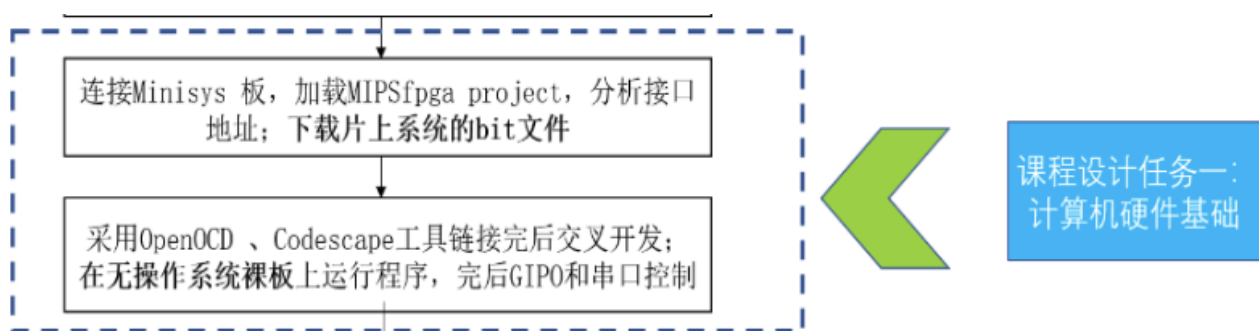 连接Minisys 板，加载MIPSfpga project，分析接口
地址；下载片上系统的bit文件
采用OpenOCD 、Codescape工具链接完后交叉开发；
在无操作系统裸板上运行程序，完后GIPO和串口控制
课程设计任务一：
计算机硬件基础